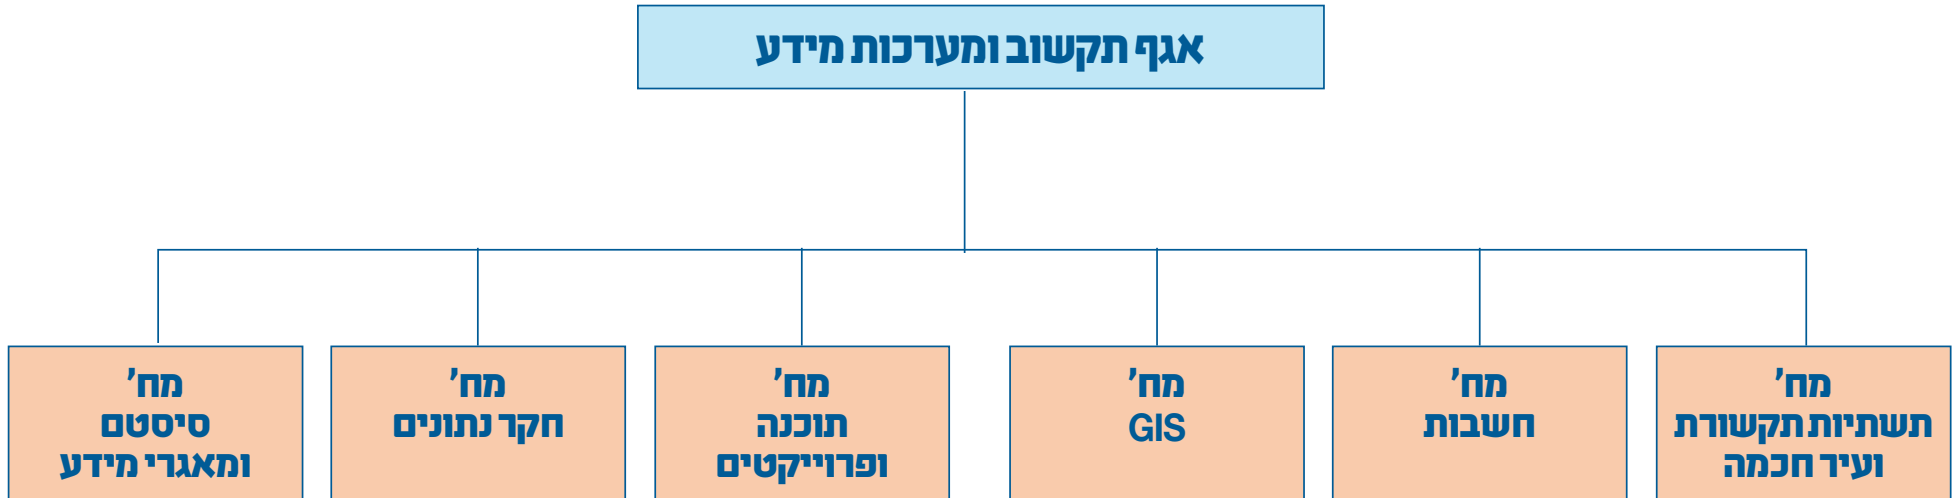 אגף תקשוב ומערכות מידע
מח'
תשתיות תקשורת
ועיר חכמה
מח'
חשבות
מח'
GIS
מח'
תוכנה
ופרוייקטים
מח'
חקר נתונים
מח'
סיסטם
ומאגרי מידע